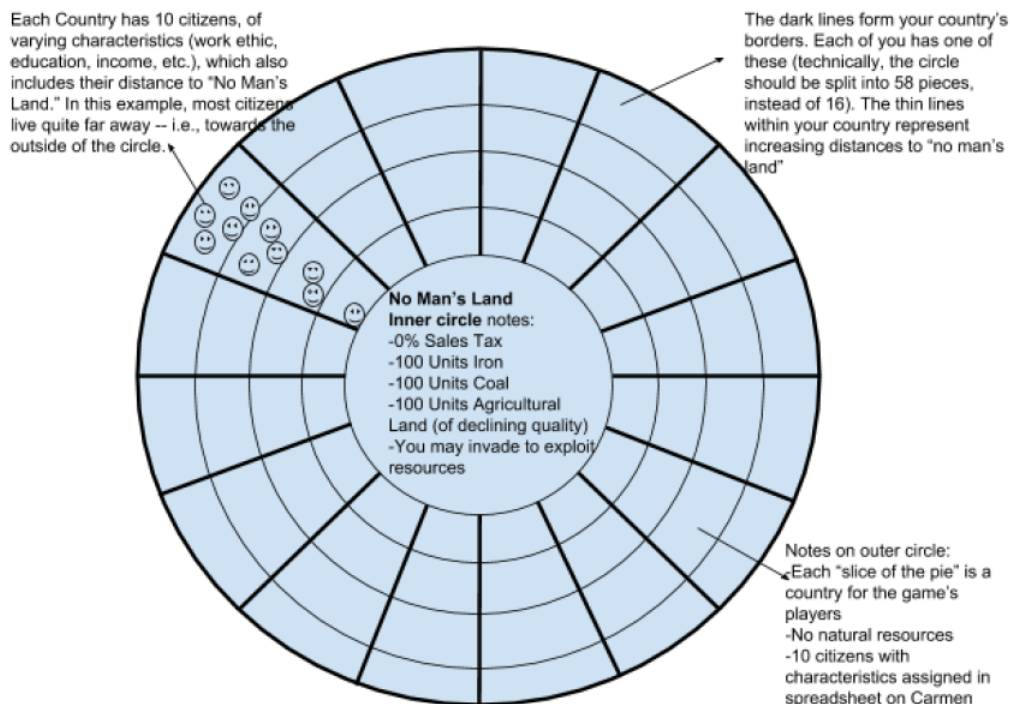 Each Country has 10 citizens, of
varying characteristics (work ethic,
education, income, etc.), which also
includes their distance to “No Man’s
Land.” In this example, most citizens
live quite far away -- i.e., towards the
outside of the circle.
The dark lines form your country’s
borders. Each of you has one of
these (technically, the circle
should be split into 58 pieces,
instead of 16). The thin lines
within your country represent
increasing distances to “no man’s
land”
No Man’s Land
Inner circle notes:
-0% Sales Tax
-100 Units Iron
-100 Units Coal
-100 Units Agricultural
Land (of declining quality)
-You may invade to exploit
resources
Notes on outer circle:
-Each “slice of the pie” is a
country for the game’s
players
-No natural resources
-10 citizens with
characteristics assigned in
spreadsheet on Carmen